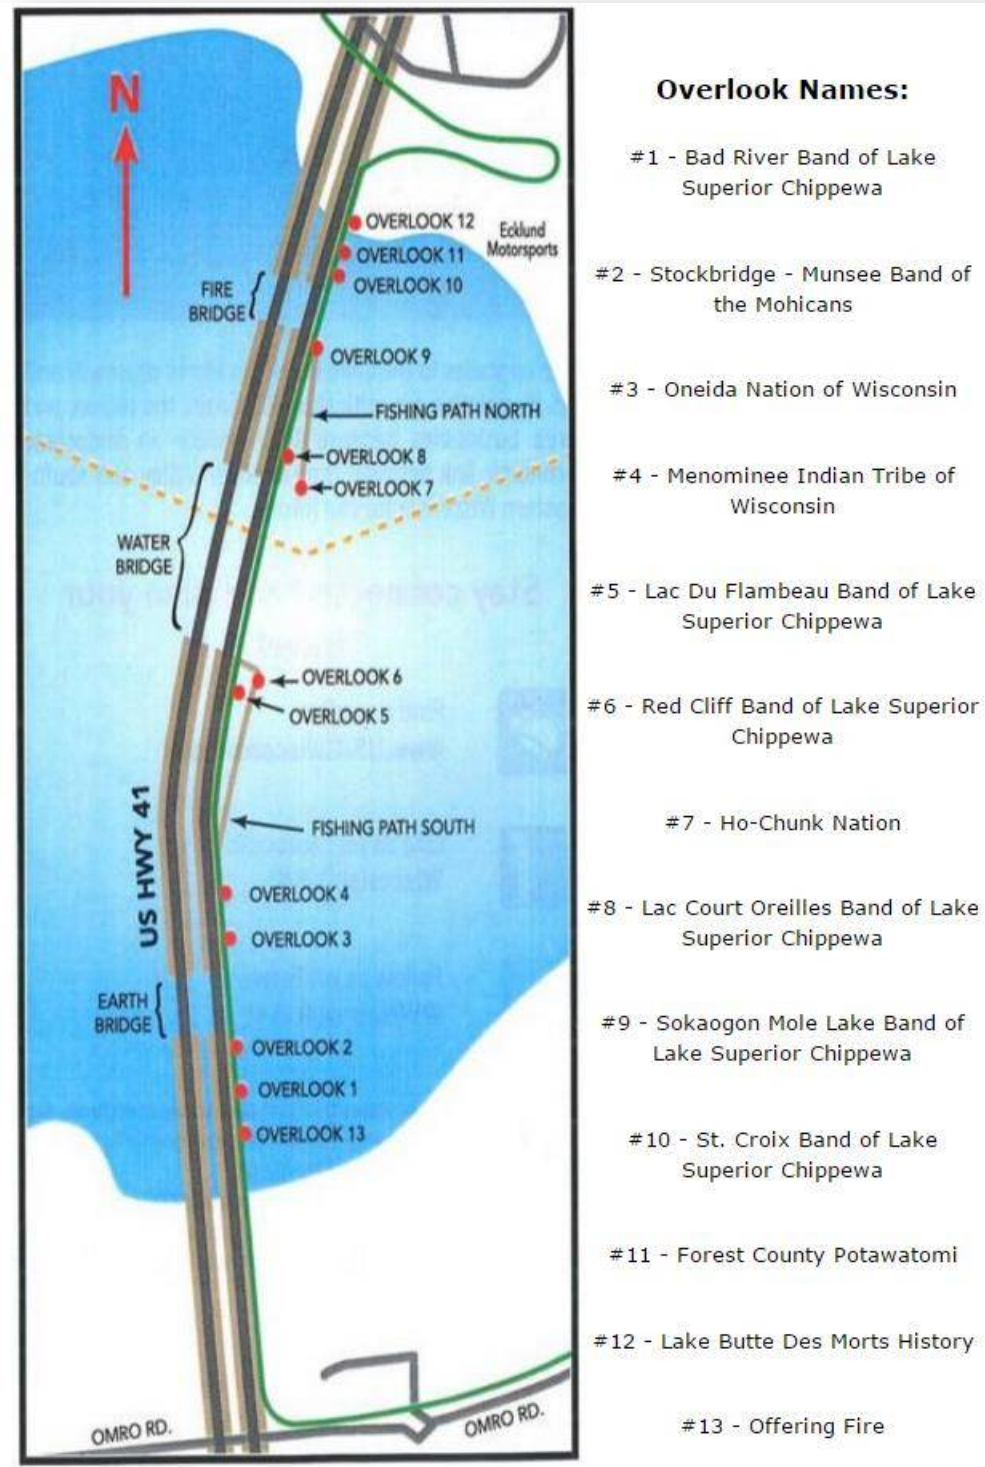 N
OVERLOOK 12
Ecklund
Motorsports
OVERLOOK 11
OVERLOOK 10
FIRE
BRIDGE
OVERLOOK 9
FISHING PATH NORTH
OVERLOOK 8
OVERLOOK 7
WATER
BRIDGE
OVERLOOK 6
OVERLOOK 5
US HWY 41
FISHING PATH SOUTH
OVERLOOK 4
OVERLOOK 3
EARTH
BRIDGE
OVERLOOK 2
OVERLOOK 1
OVERLOOK 13
OMRO RD.
OMRO RD.
Overlook Names:
#1 - Bad River Band of Lake
Superior Chippewa
#2 - Stockbridge - Munsee Band of
the Mohicans
#3 - Oneida Nation of Wisconsin
#4 - Menominee Indian Tribe of
Wisconsin
#5 - Lac Du Flambeau Band of Lake
Superior Chippewa
#6 - Red Cliff Band of Lake Superior
Chippewa
#7 - Ho-Chunk Nation
#8 - Lac Court Oreilles Band of Lake
Superior Chippewa
#9 - Sokaogon Mole Lake Band of
Lake Superior Chippewa
#10 - St. Croix Band of Lake
Superior Chippewa
#11 - Forest County Potawatomi
#12 - Lake Butte Des Morts History
#13 - Offering Fire